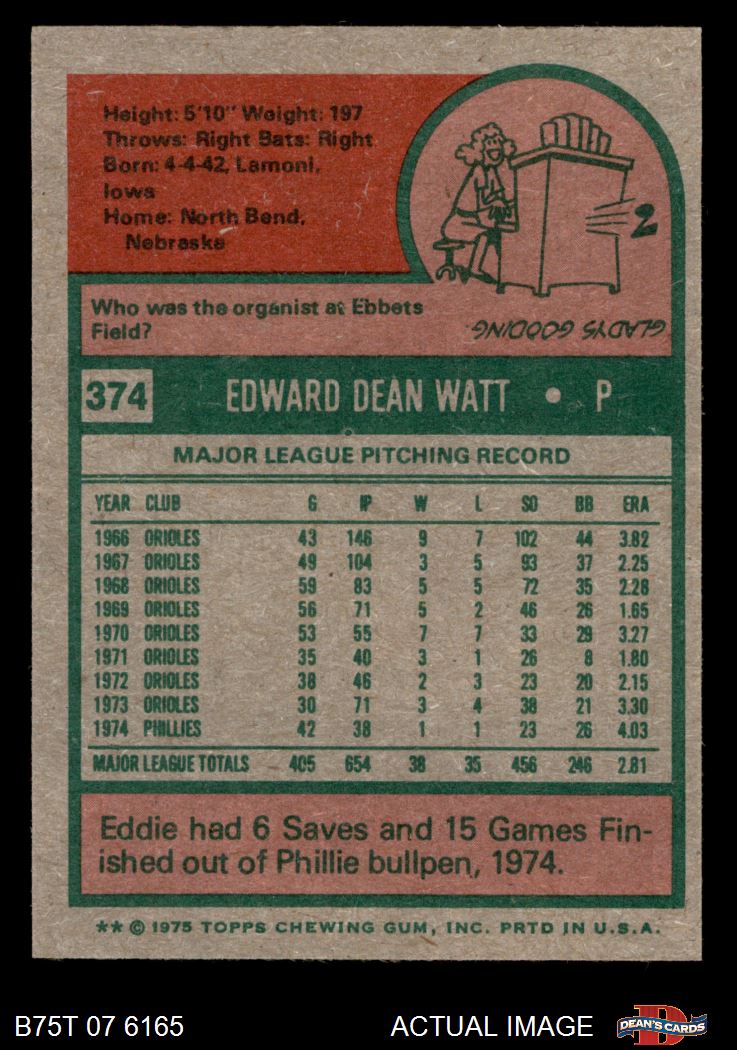 Height: 5'10" Weight: 197
Throws: Right Bats: Right
Born: 4-4-42, Lamoni,
Iowa
Home: North Bend,
Nebraska
2
Who was the organist at Ebbets
Field?
GLADYS GOODING
374 EDWARD DEAN WATT • P
MAJOR LEAGUE PITCHING RECORD
YEAR CLUB G IP W L SO BB ERA
1966 ORIOLES 43 146 9 7 102 44 3.82
1967 ORIOLES 49 104 3 5 93 37 2.25
1968 ORIOLES 59 83 5 5 72 35 2.28
1969 ORIOLES 56 71 5 2 46 26 1.65
1970 ORIOLES 53 55 7 7 33 29 3.27
1971 ORIOLES 35 40 3 1 26 8 1.80
1972 ORIOLES 38 46 2 3 23 20 2.15
1973 ORIOLES 30 71 3 4 38 21 3.30
1974 PHILLIES 42 38 1 1 23 26 4.03
MAJOR LEAGUE TOTALS 405 654 38 35 456 246 2.81
Eddie had 6 Saves and 15 Games Fin-
ished out of Phillie bullpen, 1974.
** © 1975 TOPPS CHEWING GUM, INC. PRTD IN U.S.A.
B75T 07 6165 ACTUAL IMAGE D DEAN'S CARDS